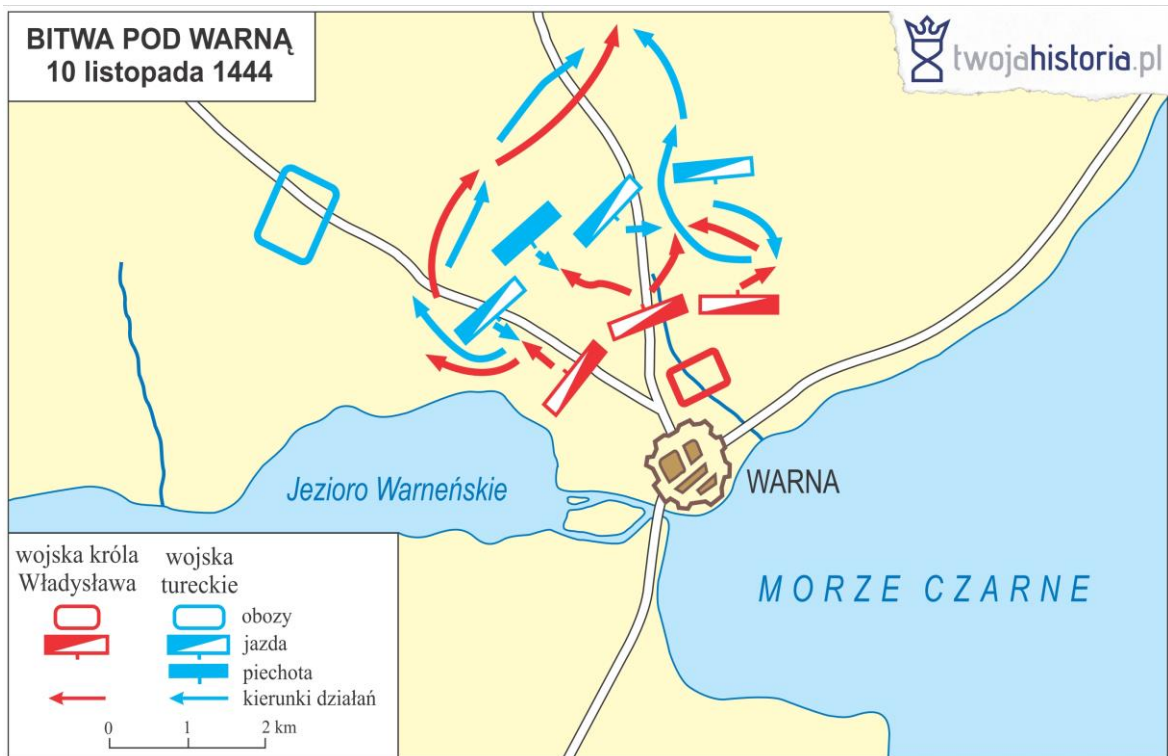 BITWA POD WARNĄ
10 listopada 1444
twojahistoria.pl
Jezioro Warneńskie
WARNA
MORZE CZARNE
wojska króla
Władysława
wojska
tureckie
obozy
jazda
piechota
kierunki działań
0 1 2 km